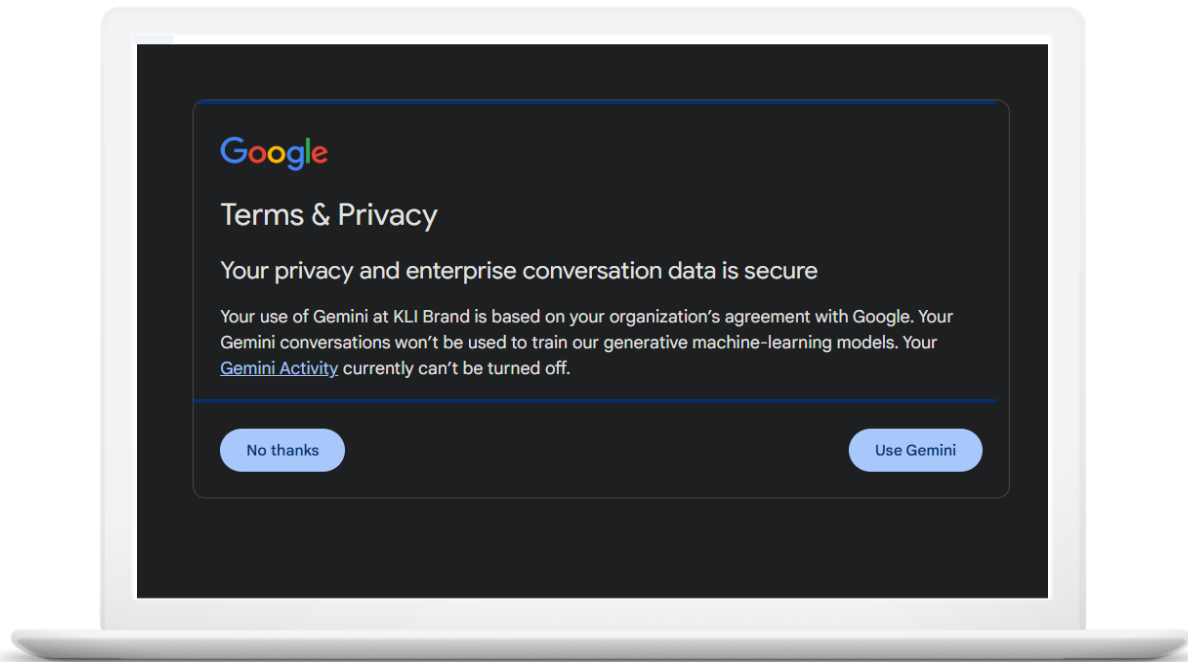 Google
Terms & Privacy
Your privacy and enterprise conversation data is secure
Your use of Gemini at KLI Brand is based on your organization’s agreement with Google. Your
Gemini conversations won’t be used to train our generative machine-learning models. Your
Gemini Activity currently can’t be turned off.
No thanks
Use Gemini